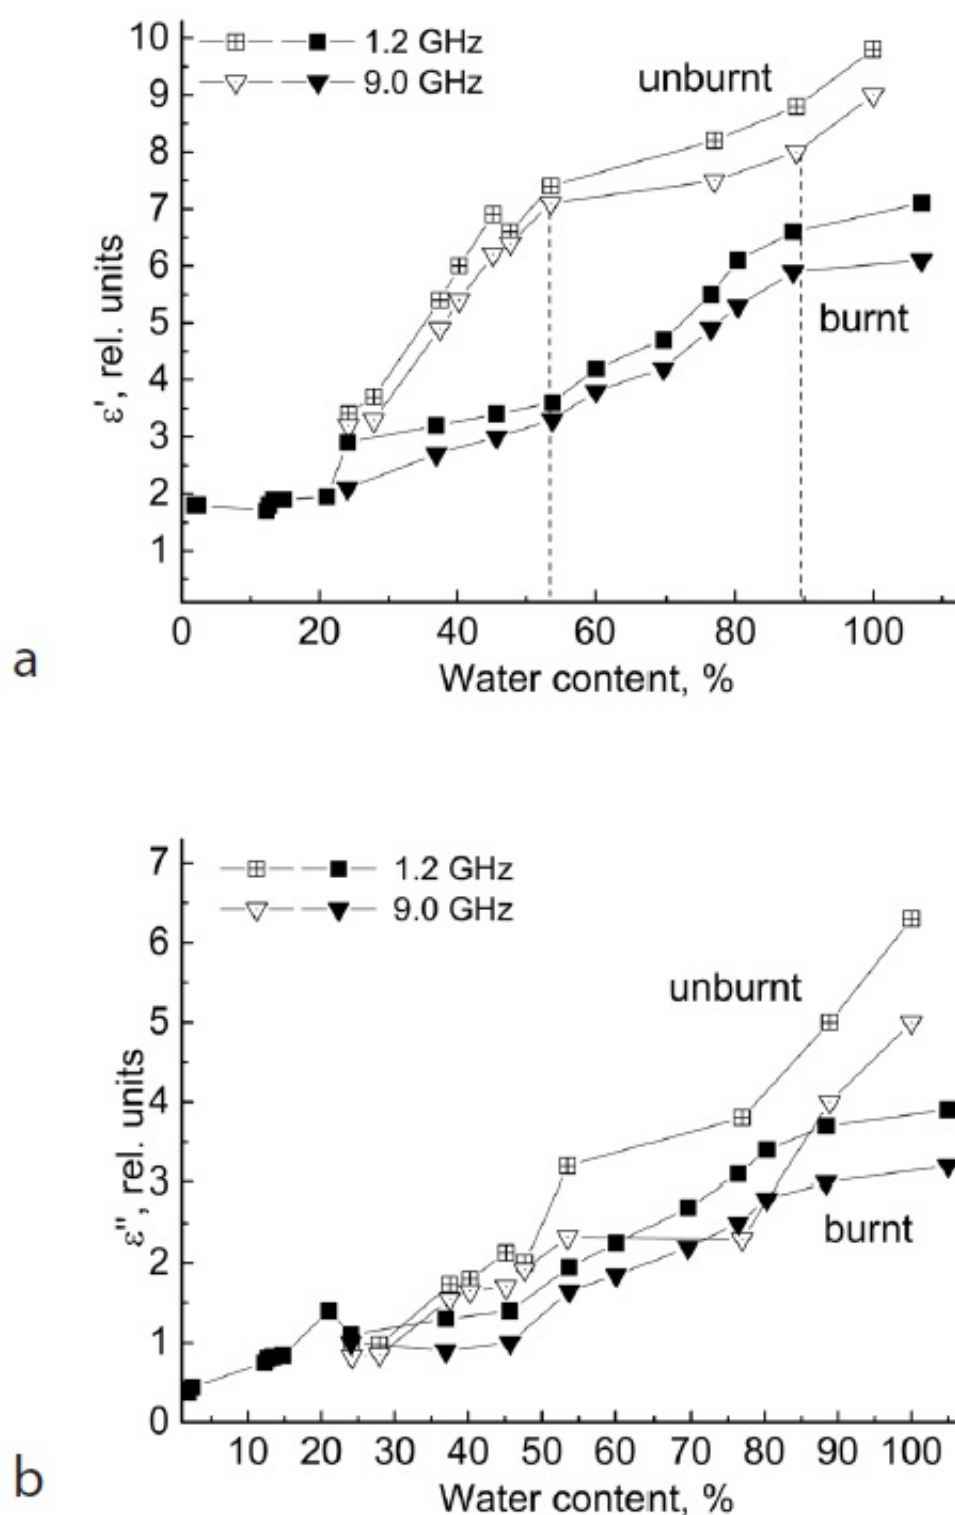 10
9
8
7
6
5
4
3
2
1
1.2 GHz
9.0 GHz
unburnt
burnt
ε', rel. units
0 20 40 60 80 100
Water content, %
a
7
6
5
4
3
2
1
0
1.2 GHz
9.0 GHz
unburnt
burnt
ε", rel. units
10 20 30 40 50 60 70 80 90 100
Water content, %
b